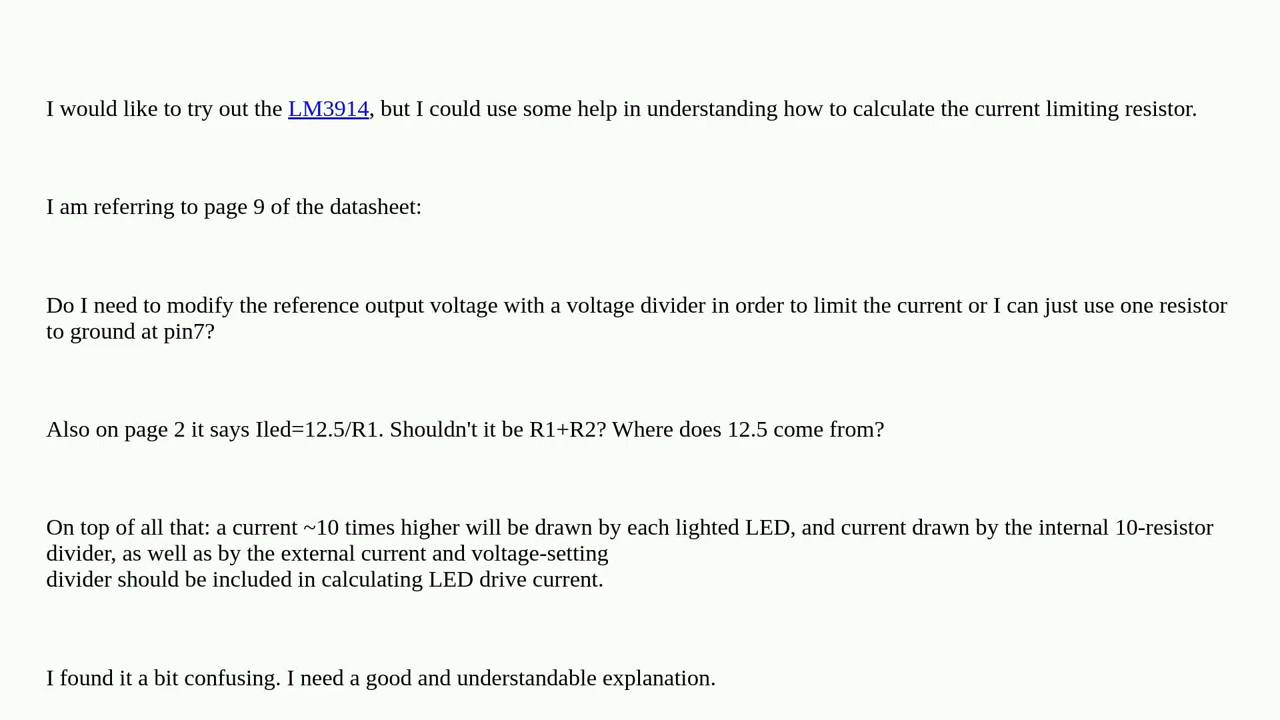 I would like to try out the LM3914, but I could use some help in understanding how to calculate the current limiting resistor.
I am referring to page 9 of the datasheet:
Do I need to modify the reference output voltage with a voltage divider in order to limit the current or I can just use one resistor
to ground at pin7?
Also on page 2 it says Iled=12.5/R1. Shouldn't it be R1+R2? Where does 12.5 come from?
On top of all that: a current ~10 times higher will be drawn by each lighted LED, and current drawn by the internal 10-resistor
divider, as well as by the external current and voltage-setting
divider should be included in calculating LED drive current.
I found it a bit confusing. I need a good and understandable explanation.